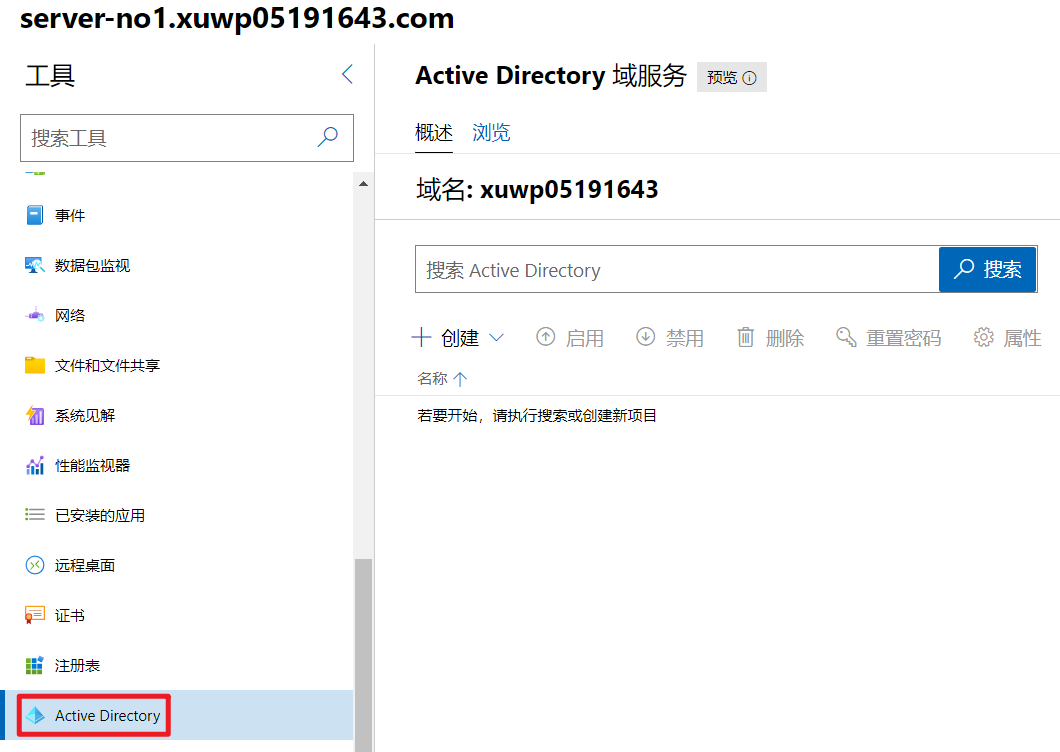 server-no1.xuwp05191643.com
工具
搜索工具
事件
数据包监视
网络
文件和文件共享
系统见解
性能监视器
已安装的应用
远程桌面
证书
注册表
Active Directory
Active Directory 域服务 预览
概述 浏览
域名: xuwp05191643
搜索 Active Directory 搜索
创建 启用 禁用 删除 重置密码 属性
名称
若要开始，请执行搜索或创建新项目